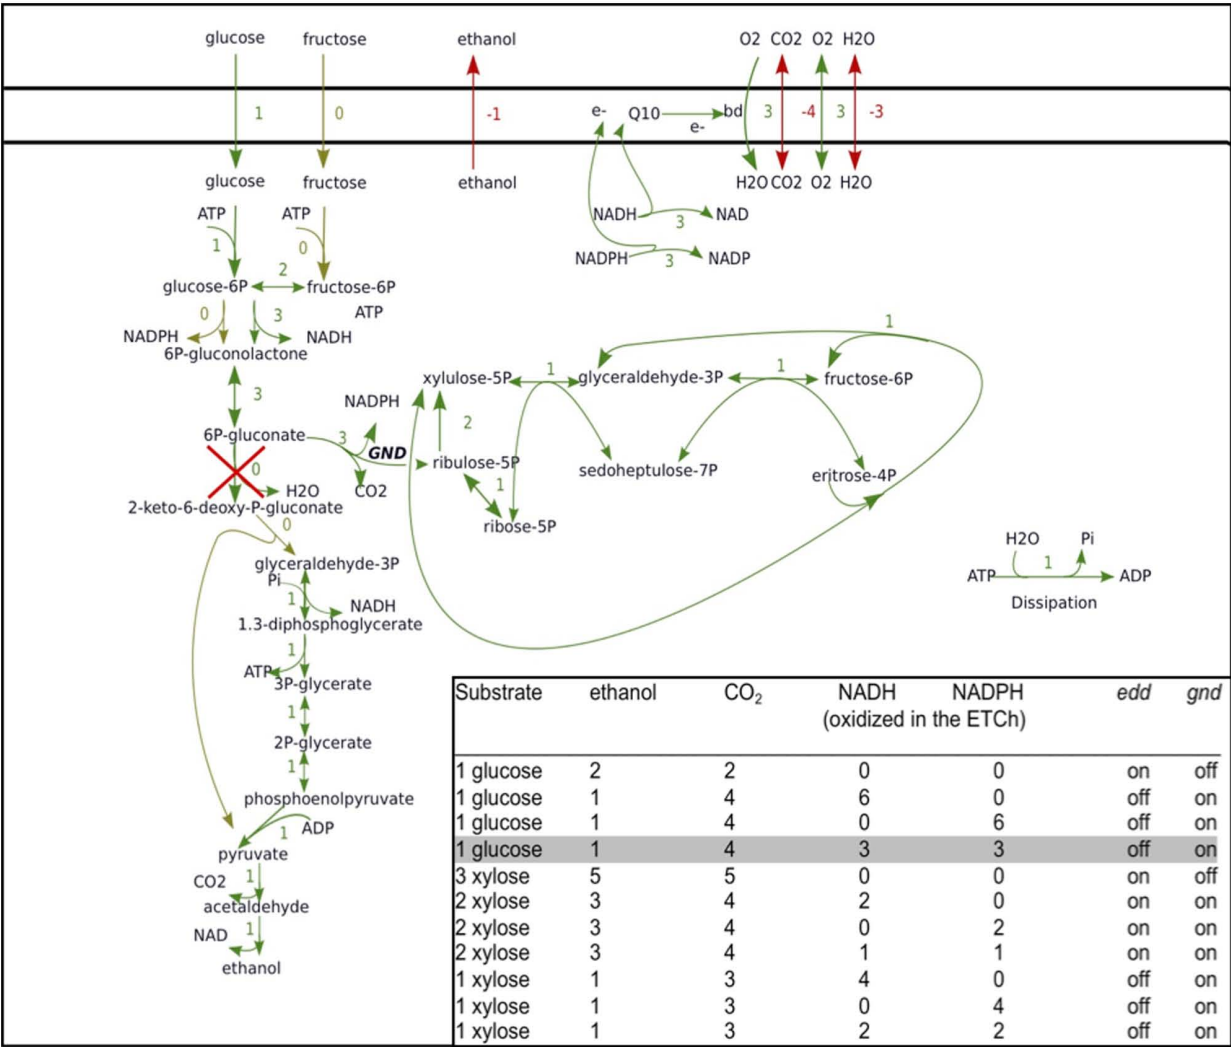 glucose fructose ethanol O2 CO2 O2 H2O
1 0 -1 e- Q10 bd 3 -4 3 -3
e-
glucose fructose ethanol H2O CO2 O2 H2O
ATP ATP NADH NAD
1 0 3
NADPH 3 NADP
2
glucose-6P fructose-6P
0 3 ATP
NADPH NADH 1
6P-gluconolactone
xylulose-5P 1 glyceraldehyde-3P 1 fructose-6P
3
NADPH
6P-gluconate 3 2
GND
0 ribulose-5P sedoheptulose-7P eritrose-4P
H2O CO2 1
2-keto-6-deoxy-P-gluconate
0 ribose-5P
H2O Pi
glyceraldehyde-3P 1
Pi ATP ADP
1 NADH Dissipation
1.3-diphosphoglycerate
1
ATP
3P-glycerate
1
2P-glycerate
1
phosphoenolpyruvate
1 ADP
pyruvate
CO2 1
acetaldehyde
NAD 1
ethanol
Substrate ethanol CO2 NADH NADPH edd gnd
(oxidized in the ETCh)
1 glucose 2 2 0 0 on off
1 glucose 1 4 6 0 off on
1 glucose 1 4 0 6 off on
1 glucose 1 4 3 3 off on
3 xylose 5 5 0 0 on off
2 xylose 3 4 2 0 on on
2 xylose 3 4 0 2 on on
2 xylose 3 4 1 1 on on
1 xylose 1 3 4 0 off on
1 xylose 1 3 0 4 off on
1 xylose 1 3 2 2 off on